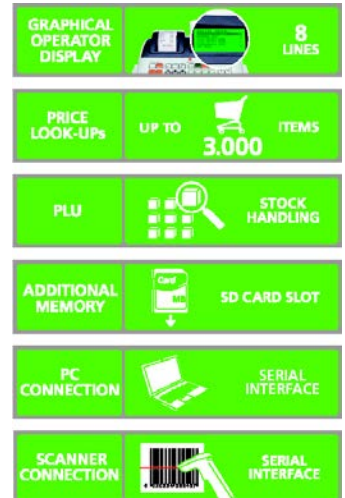 GRAPHICAL
OPERATOR
DISPLAY
8
LINES
PRICE
LOOK-UPs
UP TO
3.000
ITEMS
PLU
STOCK
HANDLING
ADDITIONAL
MEMORY
Card
MB
SD CARD SLOT
PC
CONNECTION
SERIAL
INTERFACE
SCANNER
CONNECTION
SERIAL
INTERFACE